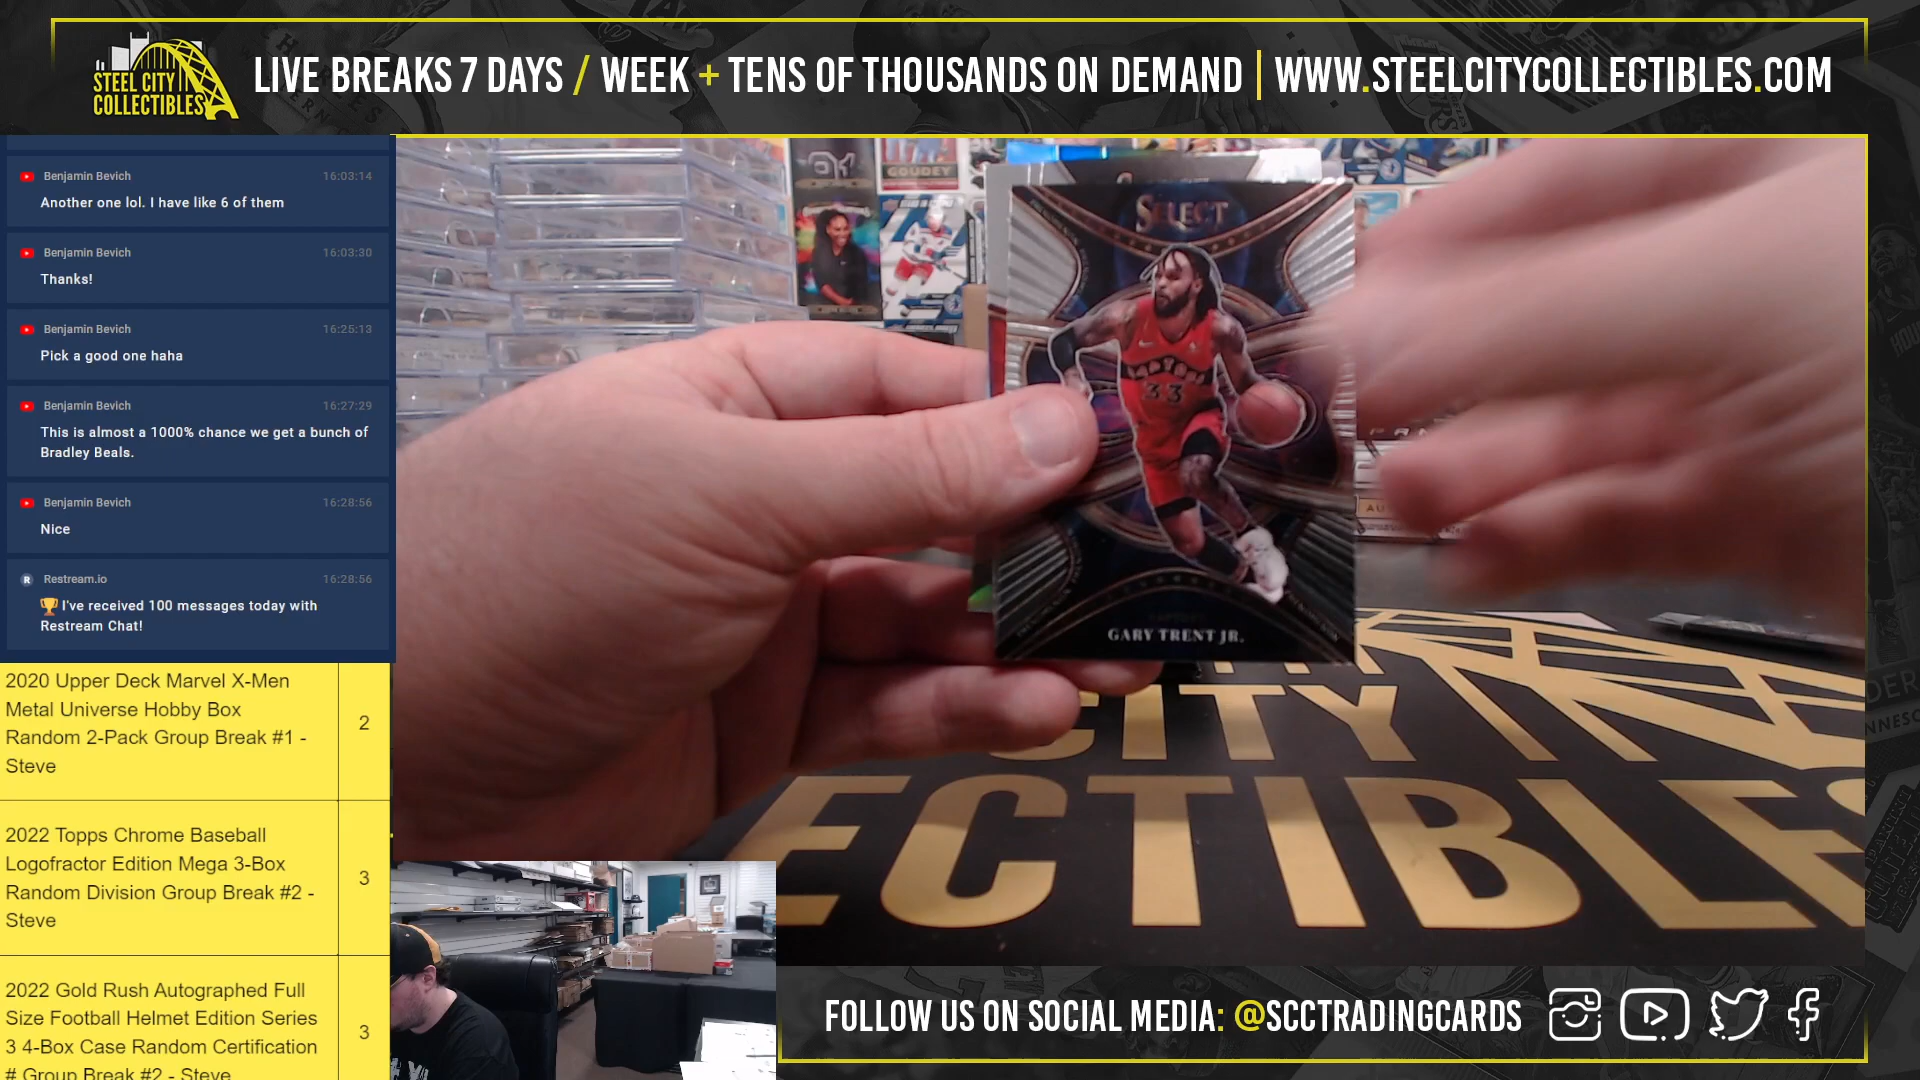 STEEL CITY
COLLECTIBLES
LIVE BREAKS 7 DAYS / WEEK + TENS OF THOUSANDS ON DEMAND | WWW.STEELCITYCOLLECTIBLES.COM
Benjamin Bevich 16:03:14
Another one lol. I have like 6 of them
Benjamin Bevich 16:03:30
Thanks!
Benjamin Bevich 16:25:13
Pick a good one haha
Benjamin Bevich 16:27:29
This is almost a 1000% chance we get a bunch of
Bradley Beals.
Benjamin Bevich 16:28:56
Nice
Restream.io 16:28:56
🏆 I've received 100 messages today with
Restream Chat!
2020 Upper Deck Marvel X-Men
Metal Universe Hobby Box
Random 2-Pack Group Break #1 -
Steve
2
2022 Topps Chrome Baseball
Logofractor Edition Mega 3-Box
Random Division Group Break #2 -
Steve
3
2022 Gold Rush Autographed Full
Size Football Helmet Edition Series
3 4-Box Case Random Certification
# Group Break #2 - Steve
3
GOUDEY
SELECT
33
GARY TRENT JR.
CITY
ECTIBLES
FOLLOW US ON SOCIAL MEDIA: @SCCTRADINGCARDS